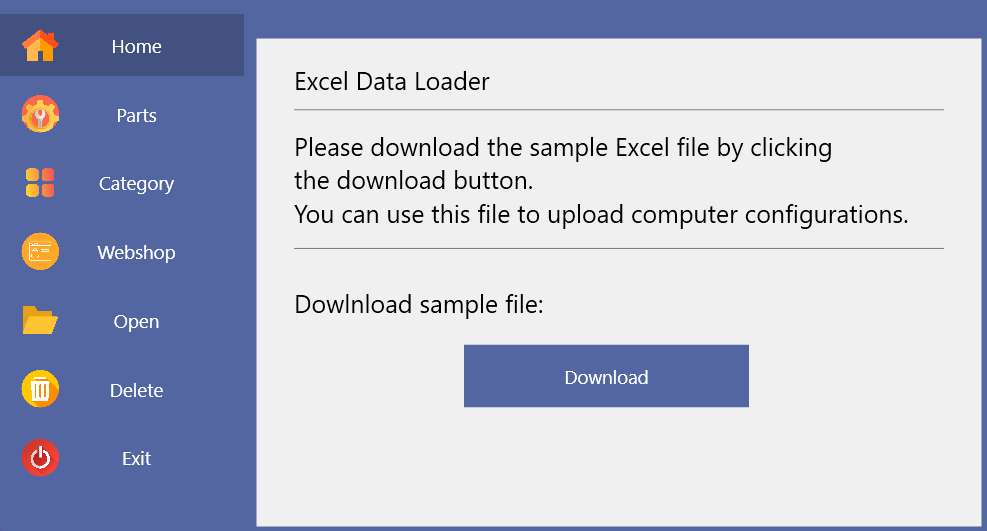 Home
Parts
Category
Webshop
Open
Delete
Exit
Excel Data Loader
Please download the sample Excel file by clicking
the download button.
You can use this file to upload computer configurations.
Dowlnload sample file:
Download